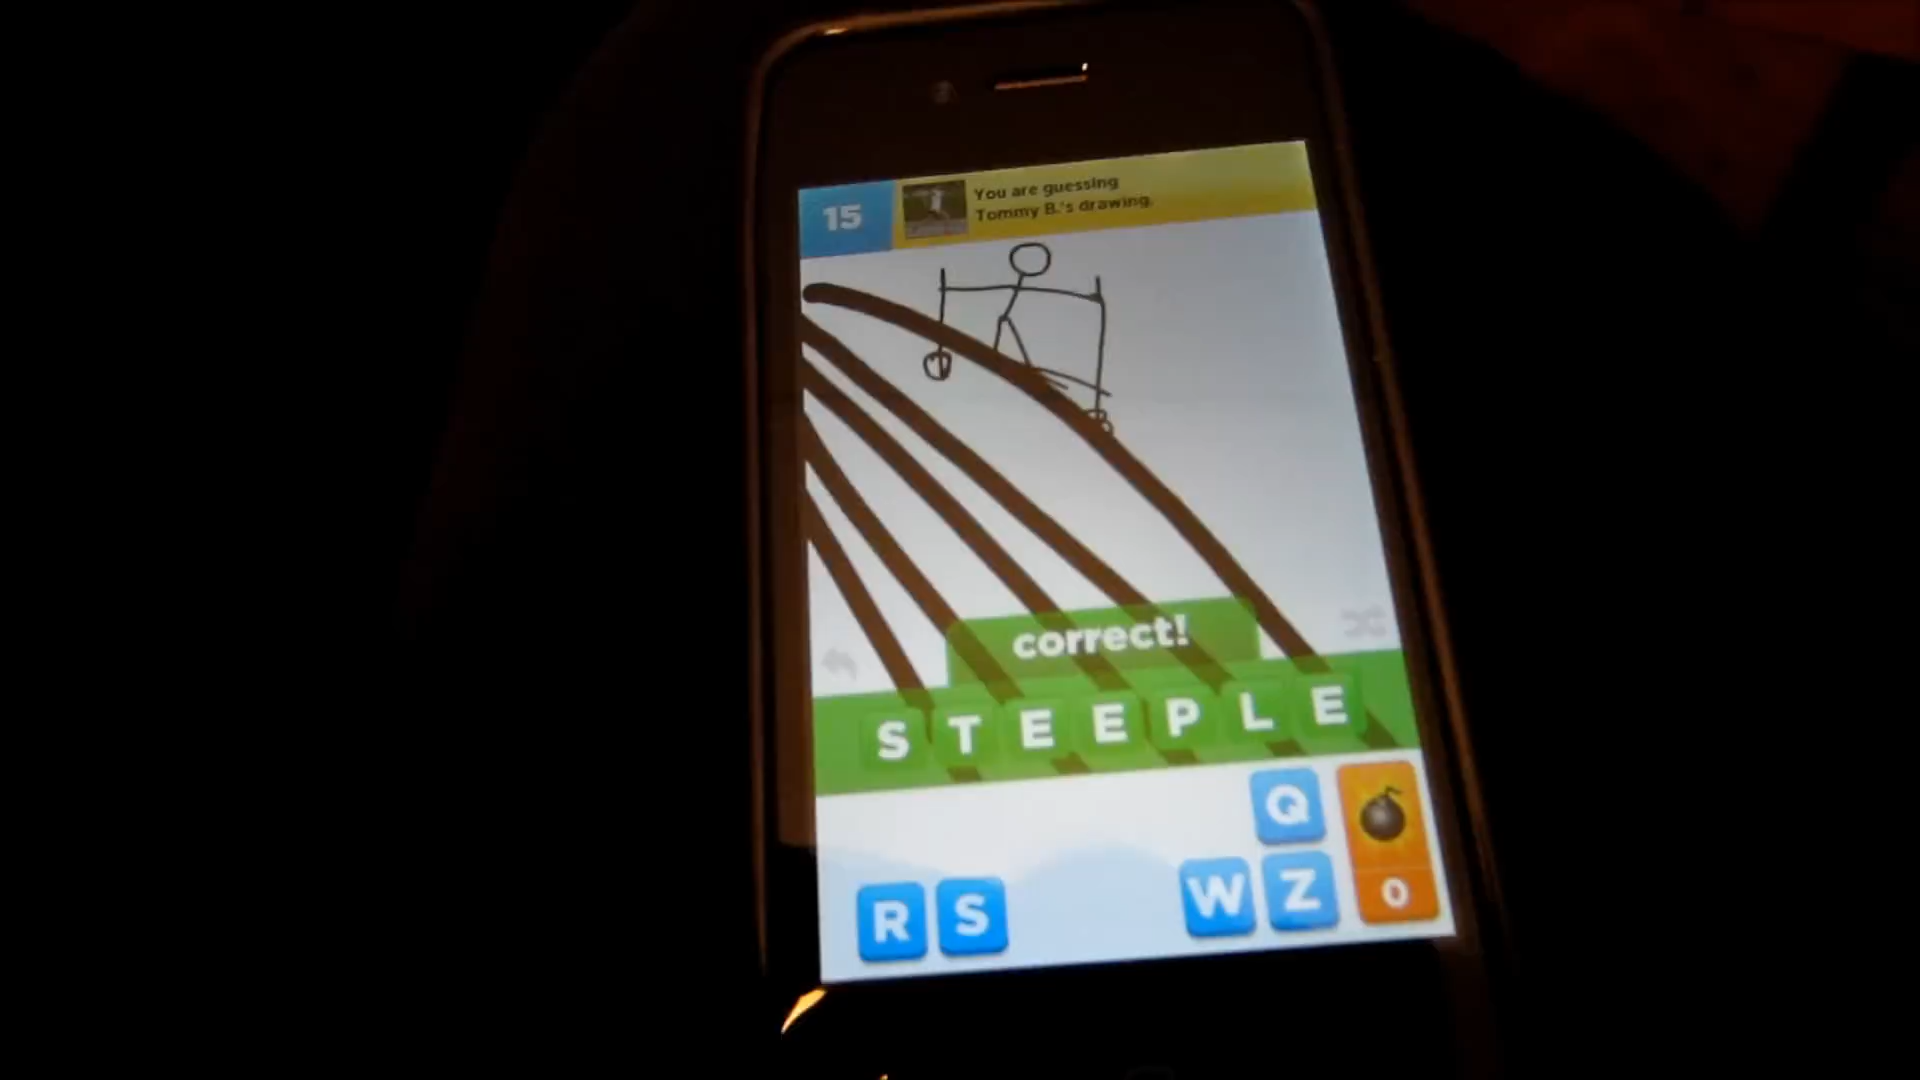 15
You are guessing
Tommy B.'s drawing.
correct!
STEEPLE
Q
R S W Z 0